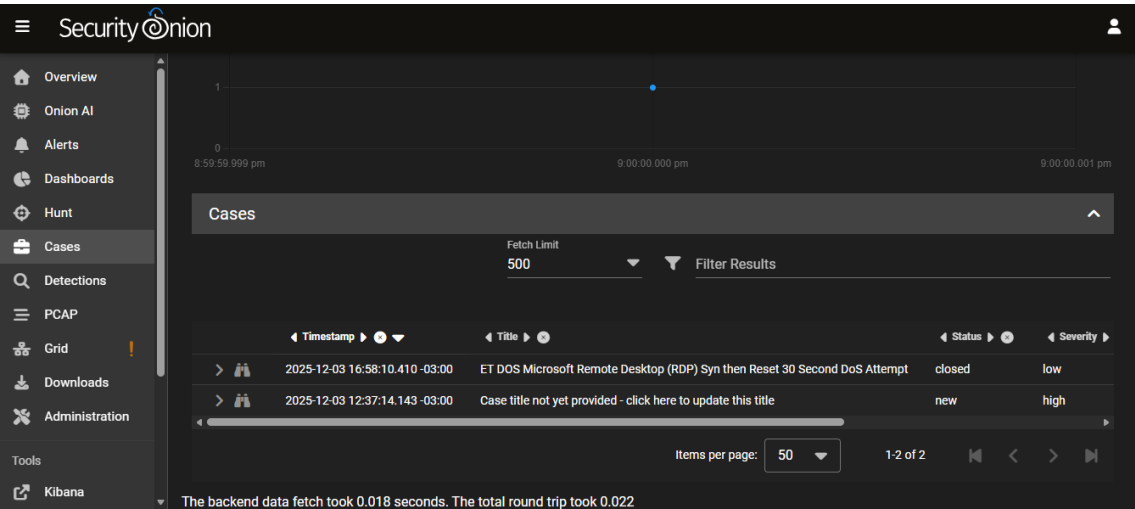 Security Onion
Overview
Onion AI
Alerts
Dashboards
Hunt
Cases
Detections
PCAP
Grid !
Downloads
Administration
Tools
Kibana
1
0
8:59:59.999 pm 9:00:00.000 pm 9:00:00.001 pm
Cases
Fetch Limit
500 Filter Results
Timestamp Title Status Severity
2025-12-03 16:58:10.410 -03:00 ET DOS Microsoft Remote Desktop (RDP) Syn then Reset 30 Second DoS Attempt closed low
2025-12-03 12:37:14.143 -03:00 Case title not yet provided - click here to update this title new high
Items per page: 50 1-2 of 2
The backend data fetch took 0.018 seconds. The total round trip took 0.022